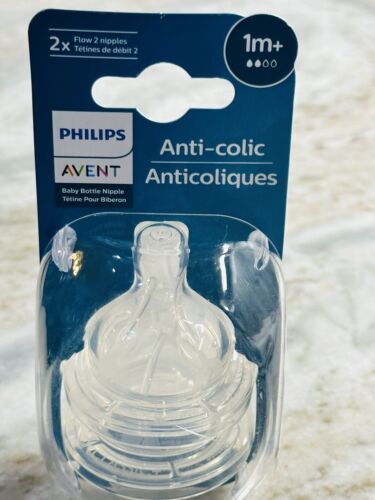 2x
Flow 2 nipples
Tétines de débit 2
1m+
PHILIPS
AVENT
Baby Bottle Nipple
Tétine Pour Biberon
Anti-colic
Anticoliques